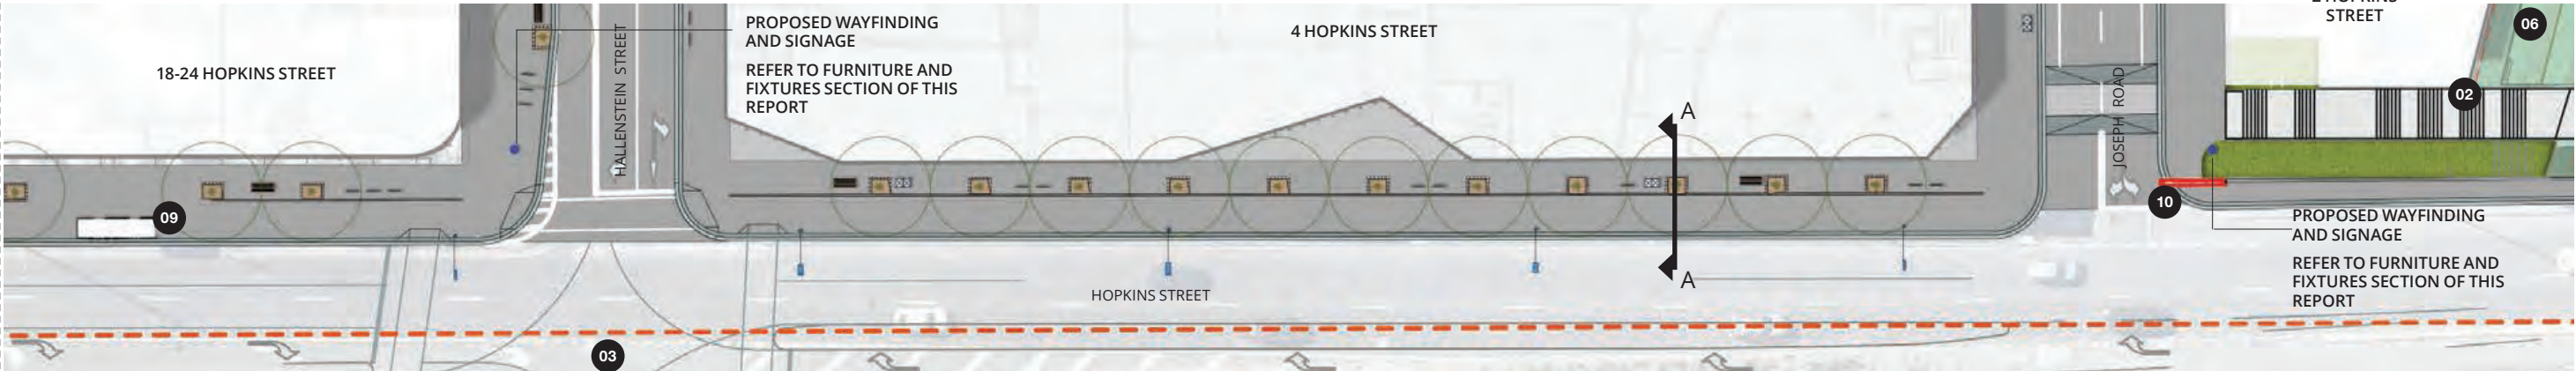 18-24 HOPKINS STREET
09
HALLENSTEIN STREET
PROPOSED WAYFINDING
AND SIGNAGE
REFER TO FURNITURE AND
FIXTURES SECTION OF THIS
REPORT
4 HOPKINS STREET
A
A
HOPKINS STREET
03
JOSEPH ROAD
10
STREET
06
02
PROPOSED WAYFINDING
AND SIGNAGE
REFER TO FURNITURE AND
FIXTURES SECTION OF THIS
REPORT